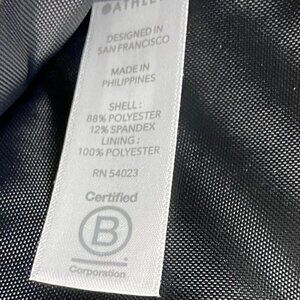 DESIGNED IN
SAN FRANCISCO
MADE IN
PHILIPPINES
SHELL :
88% POLYESTER
12% SPANDEX
LINING :
100% POLYESTER
RN 54023
Certified
B
Corporation